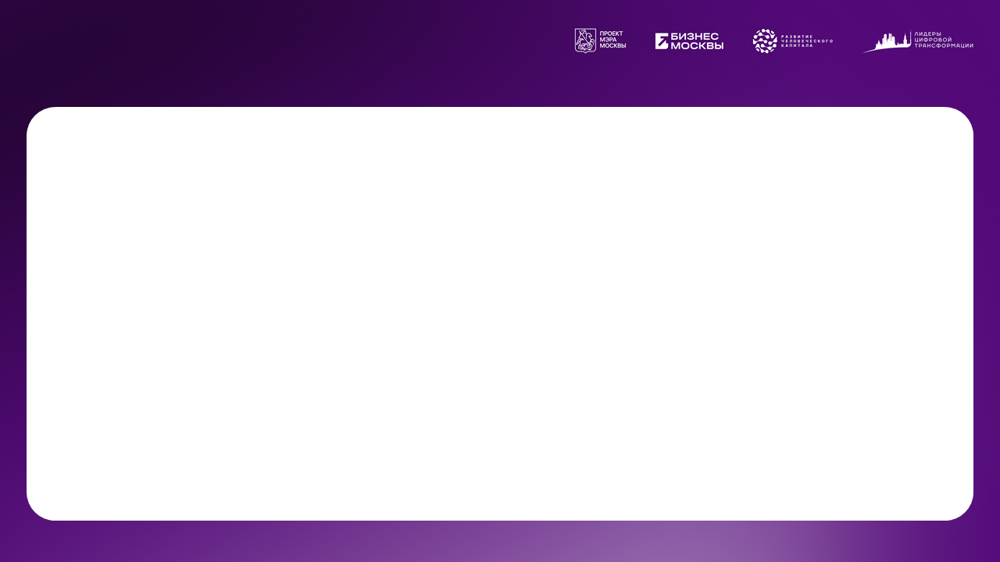 ПРОЕКТ
МЭРА
МОСКВЫ
БИЗНЕС
МОСКВЫ
РАЗВИТИЕ
ЧЕЛОВЕЧЕСКОГО
КАПИТАЛА
ЛИДЕРЫ
ЦИФРОВОЙ
ТРАНСФОРМАЦИИ